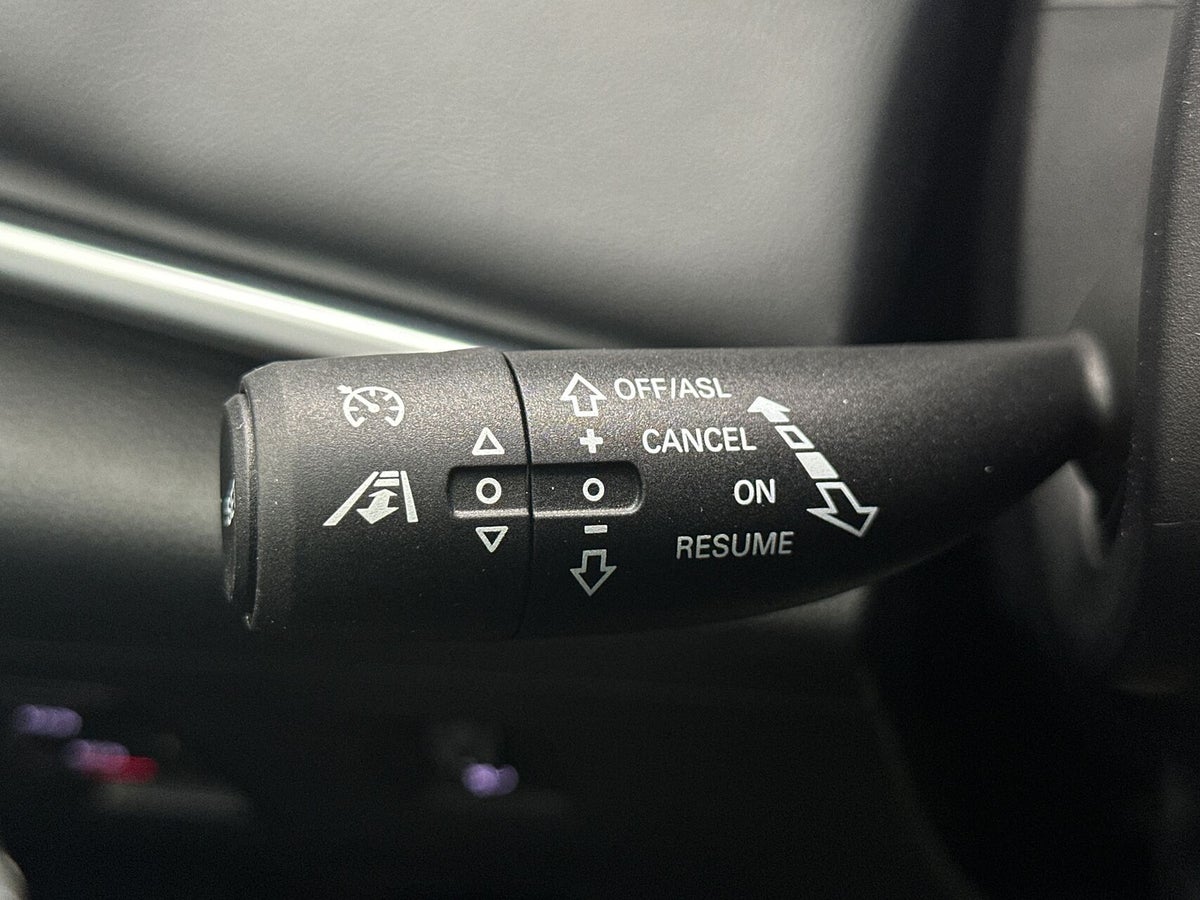 OFF/ASL
+
CANCEL
ON
−
RESUME